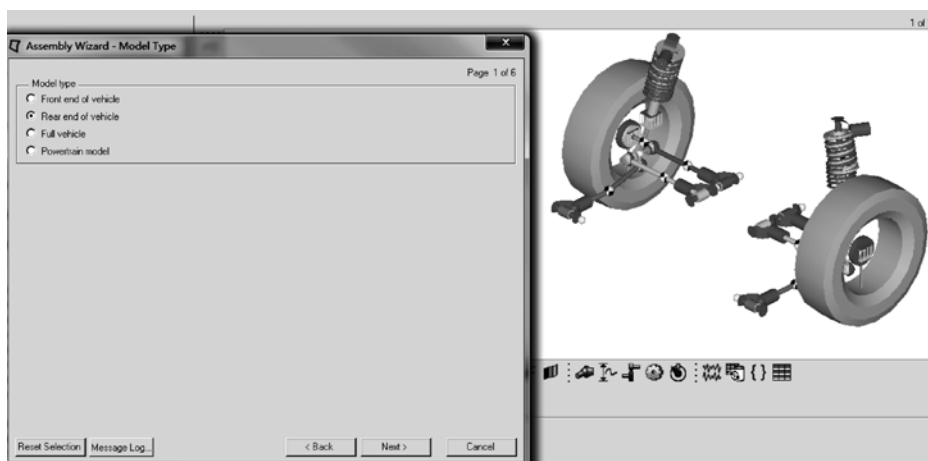 1 of
Assembly Wizard - Model Type
Page 1 of 6
Model type
Front end of vehicle
Rear end of vehicle
Full vehicle
Powertrain model
Reset Selection
Message Log...
< Back
Next >
Cancel